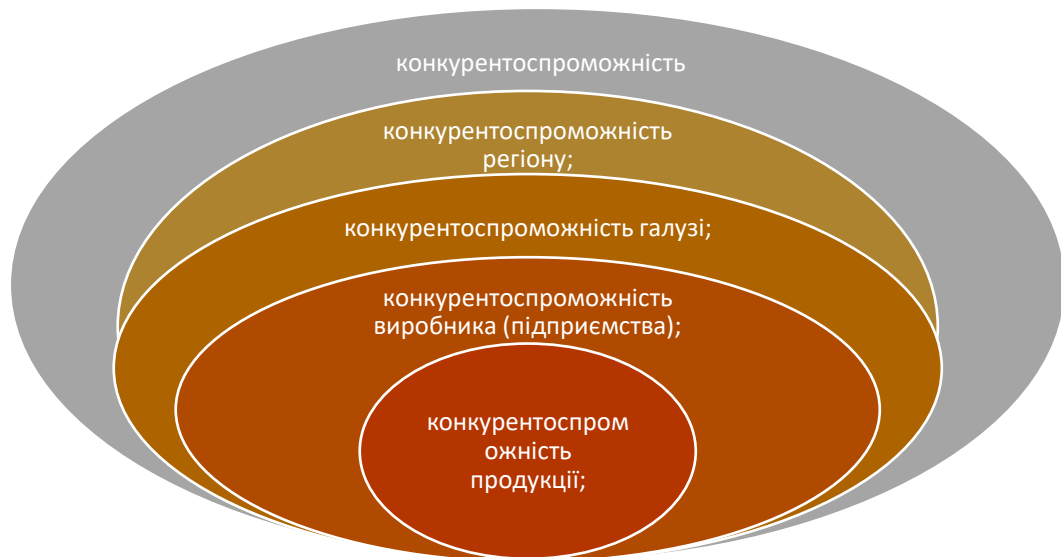 конкурентоспроможність
конкурентоспроможність
регіону;
конкурентоспроможність галузі;
конкурентоспроможність
виробника (підприємства);
конкурентоспром
ожність
продукції;